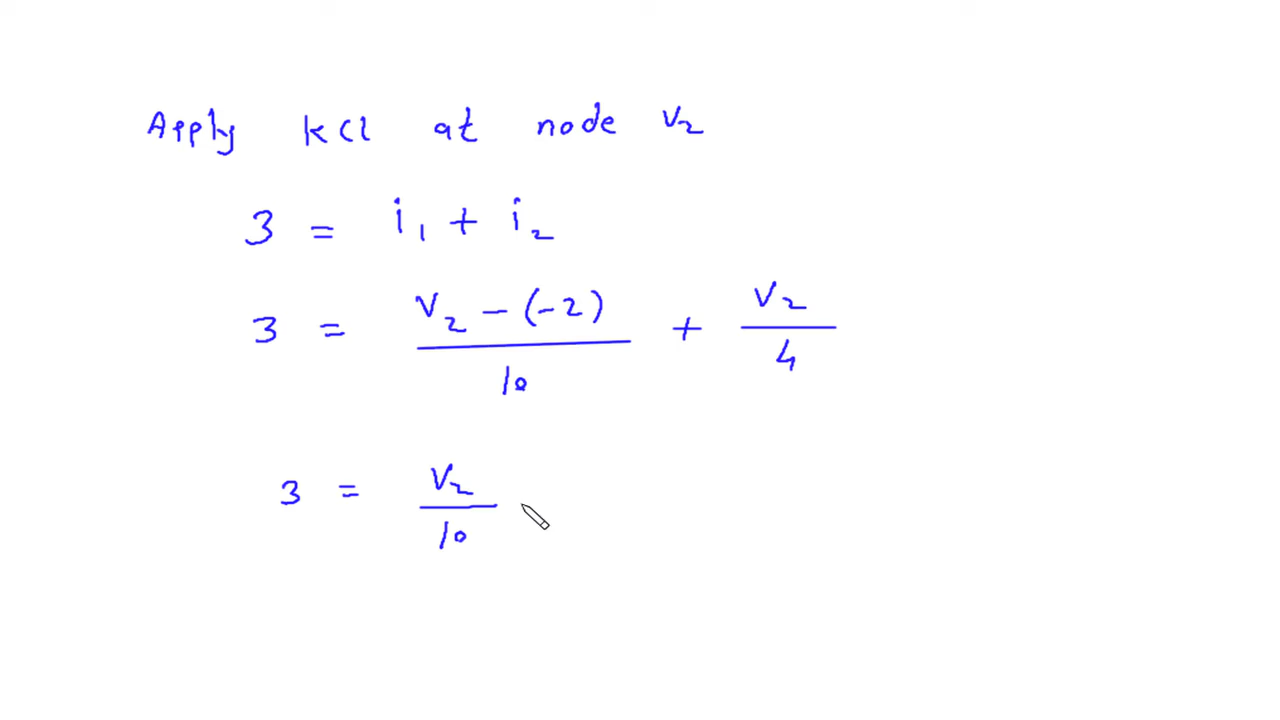 Apply KCl at node V₂
3 = i₁ + i₂
3 = (V₂ - (-2))/10 + V₂/4
3 = V₂/10